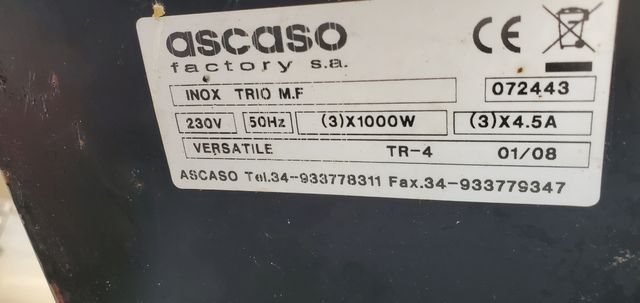 ascaso
factory s.a.
INOX TRIO M.F
072443
230V 50Hz (3)X1000W (3)X4.5A
VERSATILE TR-4 01/08
ASCASO Tel.34-933778311 Fax.34-933779347
CE